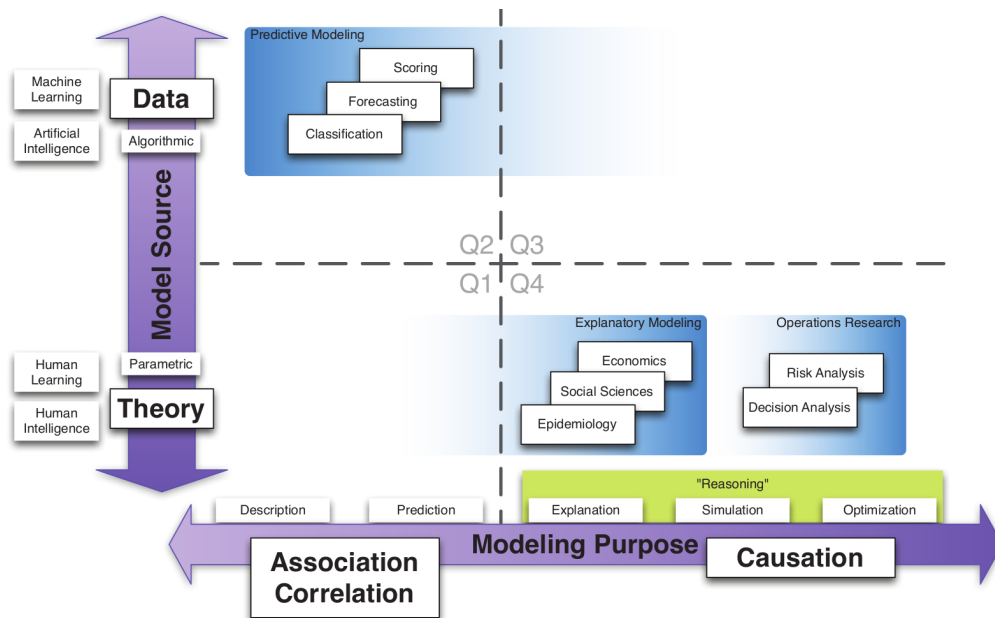 Predictive Modeling
Scoring
Forecasting
Classification
Machine
Learning
Artificial
Intelligence
Data
Algorithmic
Model Source
Q2
Q3
Q1
Q4
Parametric
Theory
Human
Learning
Human
Intelligence
Explanatory Modeling
Economics
Social Sciences
Epidemiology
Operations Research
Risk Analysis
Decision Analysis
"Reasoning"
Description
Prediction
Explanation
Simulation
Optimization
Modeling Purpose
Association
Correlation
Causation